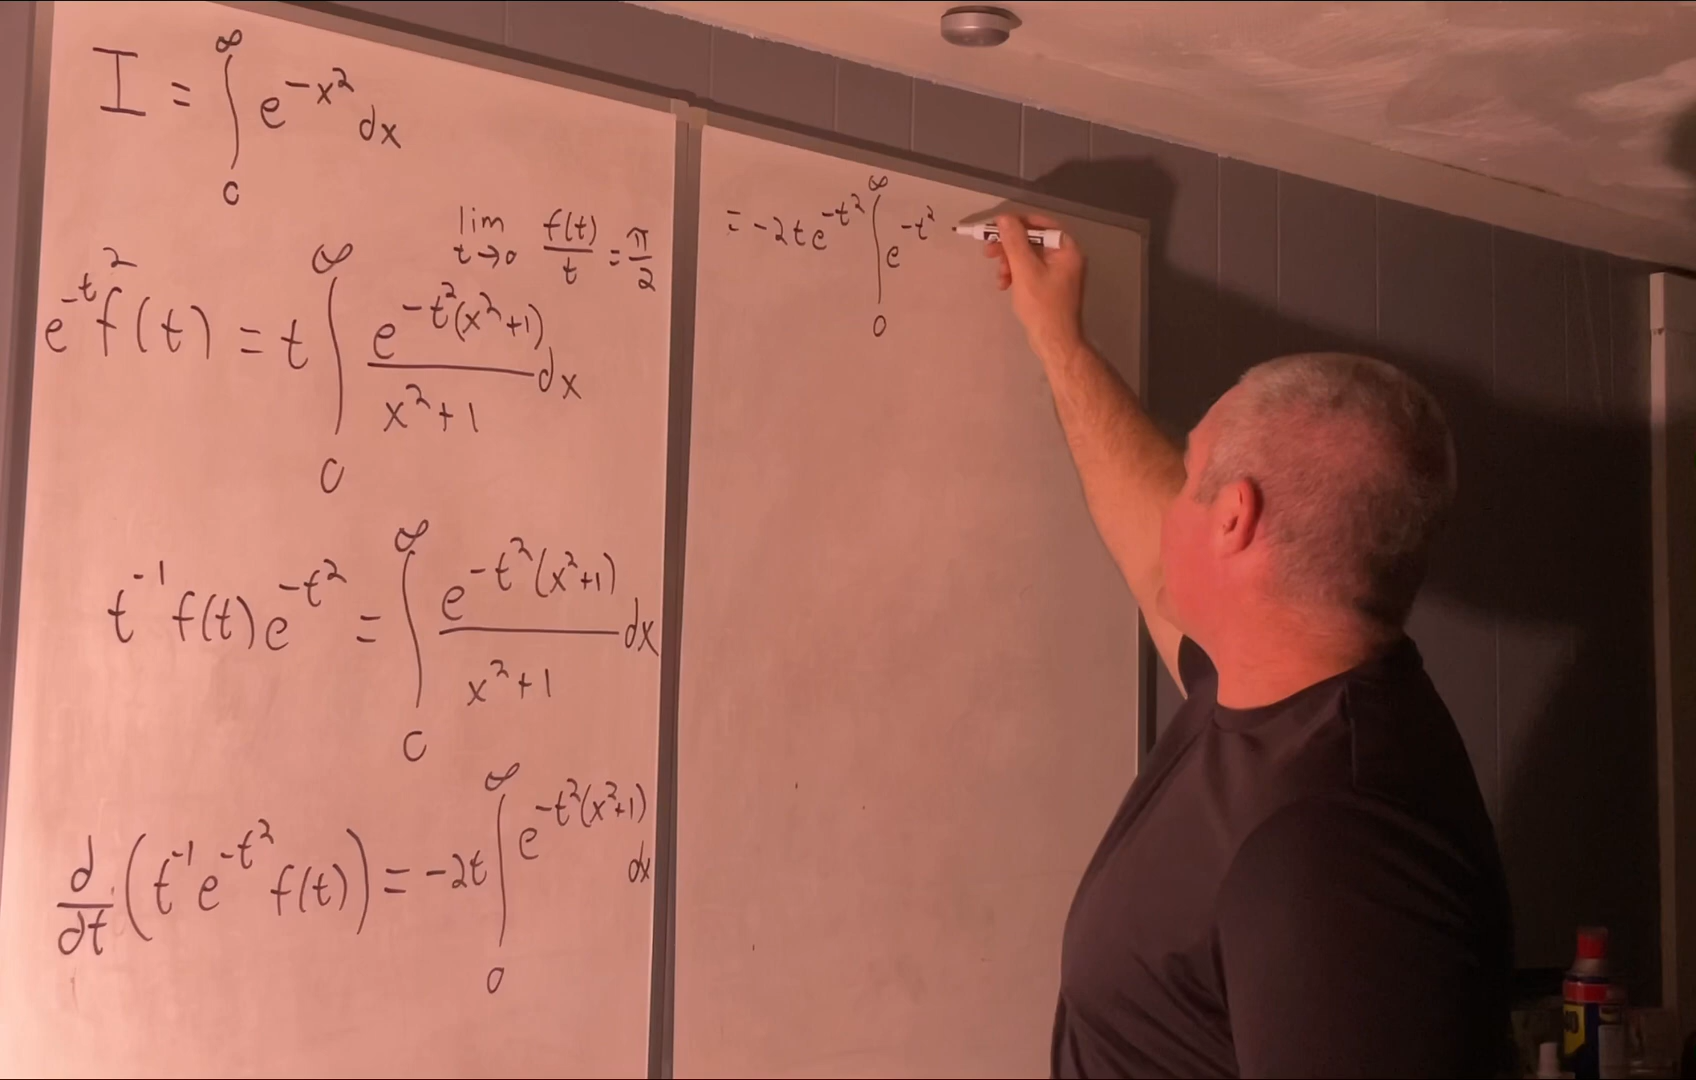 I = ∫₀^∞ e^{-x²} dx
lim_{t→0} f(t)/t = π/2
e^{-t²} f(t) = t ∫₀^∞ e^{-t²(x²+1)}/(x²+1) dx
t^{-1} f(t) e^{-t²} = ∫₀^∞ e^{-t²(x²+1)}/(x²+1) dx
d/dt (t^{-1} e^{-t²} f(t)) = -2t ∫₀^∞ e^{-t²(x²+1)} dx
= -2t e^{-t²} ∫₀^∞ e^{-t²}